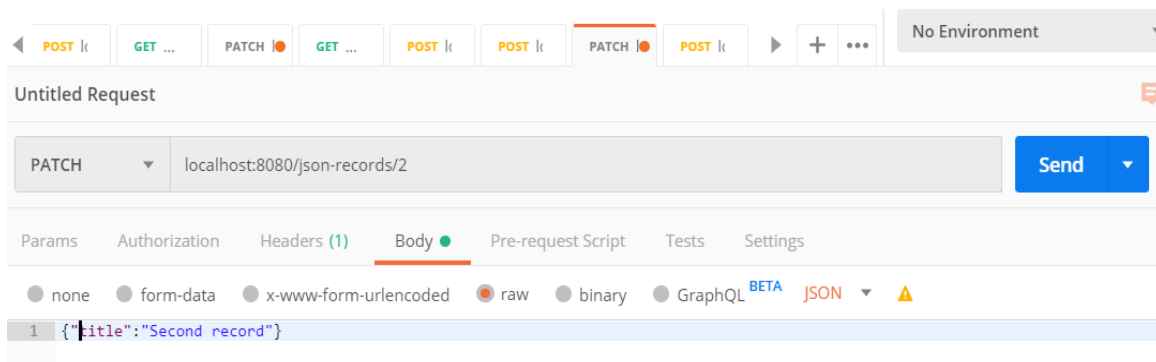 POST GET ... PATCH GET ... POST POST PATCH POST + ••• No Environment
Untitled Request
PATCH localhost:8080/json-records/2 Send
Params Authorization Headers (1) Body Pre-request Script Tests Settings
none form-data x-www-form-urlencoded raw binary GraphQL BETA JSON
1 {"title":"Second record"}